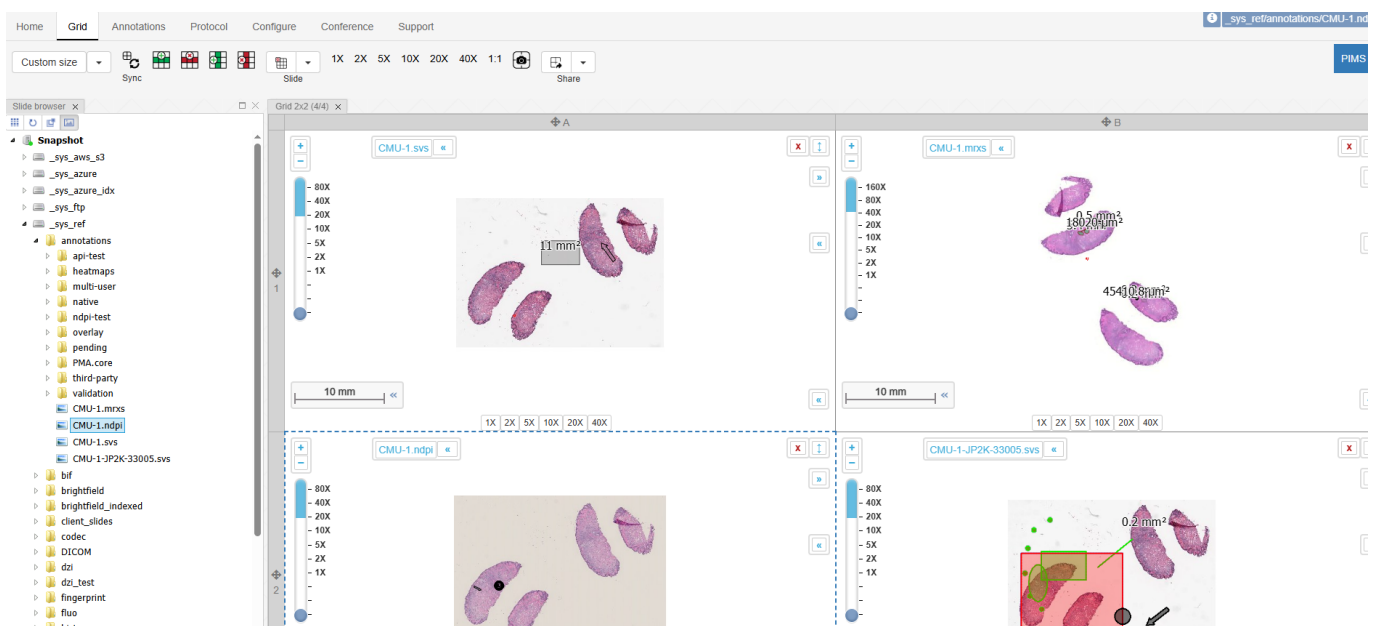 Home Grid Annotations Protocol Configure Conference Support
_sys_ref/annotations/CMU-1.nd
Custom size
Sync
Slide
1X 2X 5X 10X 20X 40X 1:1
Share
PIMS
Slide browser x
Grid 2x2 (4/4) x
Snapshot
_sys_aws_s3
_sys_azure
_sys_azure_idx
_sys_ftp
_sys_ref
annotations
api-test
heatmaps
multi-user
native
ndpi-test
overlay
pending
PMA.core
third-party
validation
CMU-1.mrxs
CMU-1.ndpi
CMU-1.svs
CMU-1-JP2K-33005.svs
bif
brightfield
brightfield_indexed
client_slides
codec
DICOM
dzi
dzi_test
fingerprint
fluo
A
B
1
2
+
-
CMU-1.svs «
x
»
«
80X
40X
20X
10X
5X
2X
1X
11 mm²
10 mm «
«
1X 2X 5X 10X 20X 40X
+
-
CMU-1.mrxs «
x
160X
80X
40X
20X
10X
5X
2X
1X
0.5 mm²
10 mm «
1X 2X 5X 10X 20X 40X
+
-
CMU-1.ndpi «
x
»
«
80X
40X
20X
10X
5X
2X
1X
+
-
CMU-1-JP2K-33005.svs «
x
80X
40X
20X
10X
5X
2X
1X
0.2 mm²